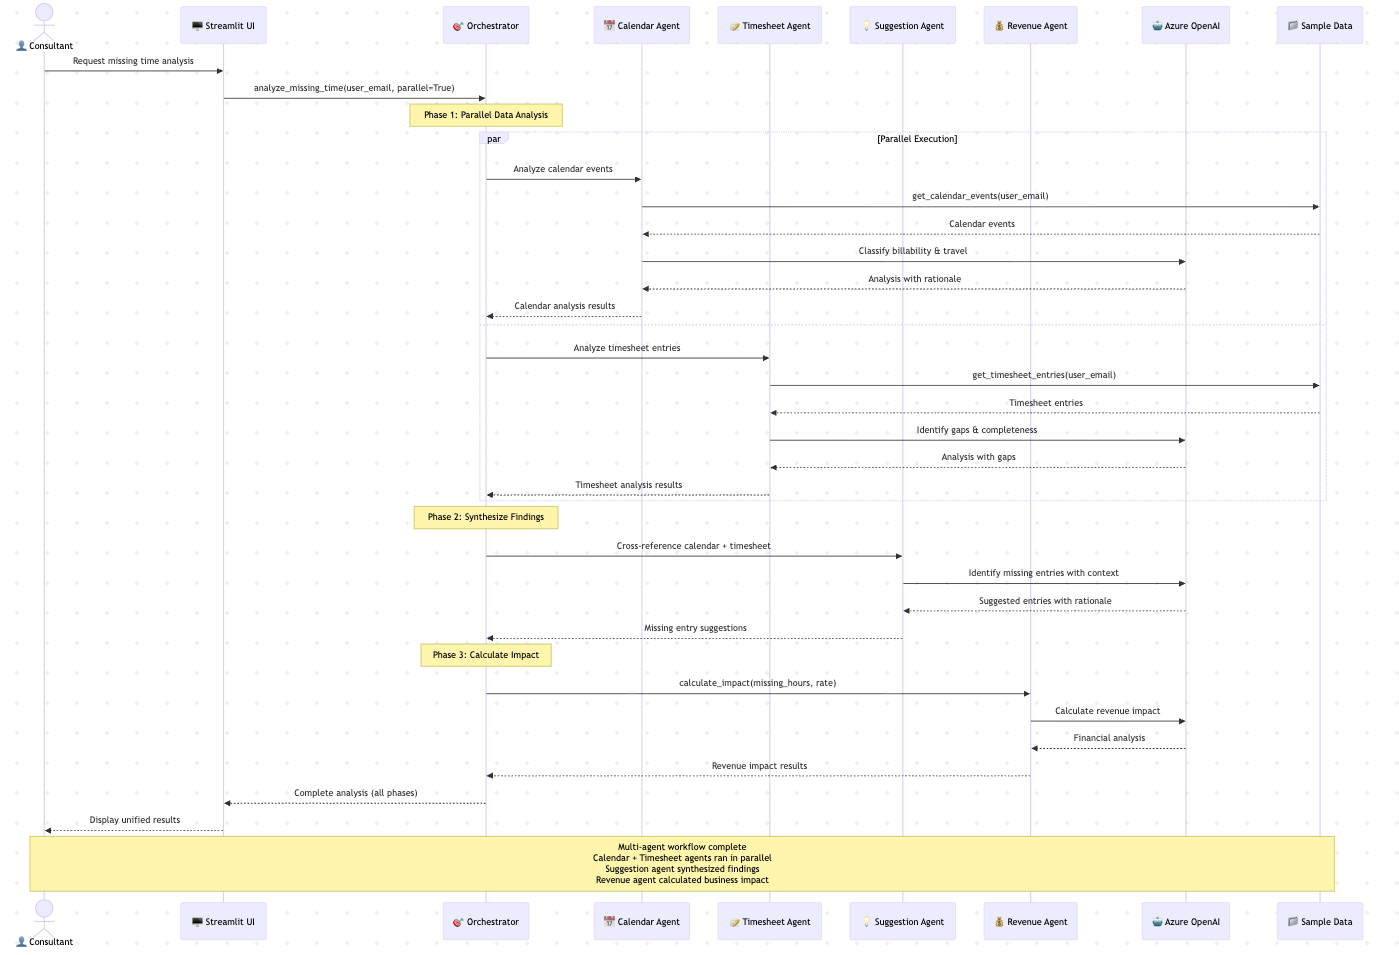 Streamlit UI
Orchestrator
Calendar Agent
Timesheet Agent
Suggestion Agent
Revenue Agent
Azure OpenAI
Sample Data
Consultant
Request missing time analysis
analyze_missing_time(user_email, parallel=True)
Phase 1: Parallel Data Analysis
par
[Parallel Execution]
Analyze calendar events
get_calendar_events(user_email)
Calendar events
Classify billability & travel
Analysis with rationale
Calendar analysis results
Analyze timesheet entries
get_timesheet_entries(user_email)
Timesheet entries
Identify gaps & completeness
Analysis with gaps
Timesheet analysis results
Phase 2: Synthesize Findings
Cross-reference calendar + timesheet
Identify missing entries with context
Suggested entries with rationale
Missing entry suggestions
Phase 3: Calculate Impact
calculate_impact(missing_hours, rate)
Calculate revenue impact
Financial analysis
Revenue impact results
Complete analysis (all phases)
Display unified results
Multi-agent workflow complete
Calendar + Timesheet agents ran in parallel
Suggestion agent synthesized findings
Revenue agent calculated business impact
Streamlit UI
Orchestrator
Calendar Agent
Timesheet Agent
Suggestion Agent
Revenue Agent
Azure OpenAI
Sample Data
Consultant